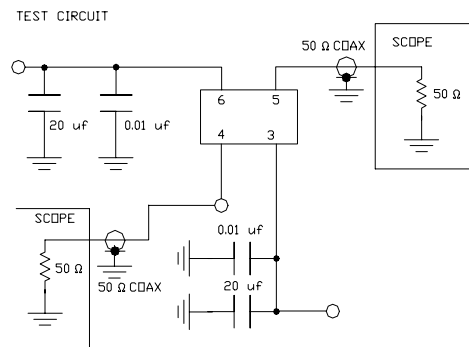 TEST CIRCUIT
50 Ω COAX
SCOPE
50 Ω
6 5
4 3
20 uf
0.01 uf
SCOPE
50 Ω
50 Ω COAX
0.01 uf
20 uf